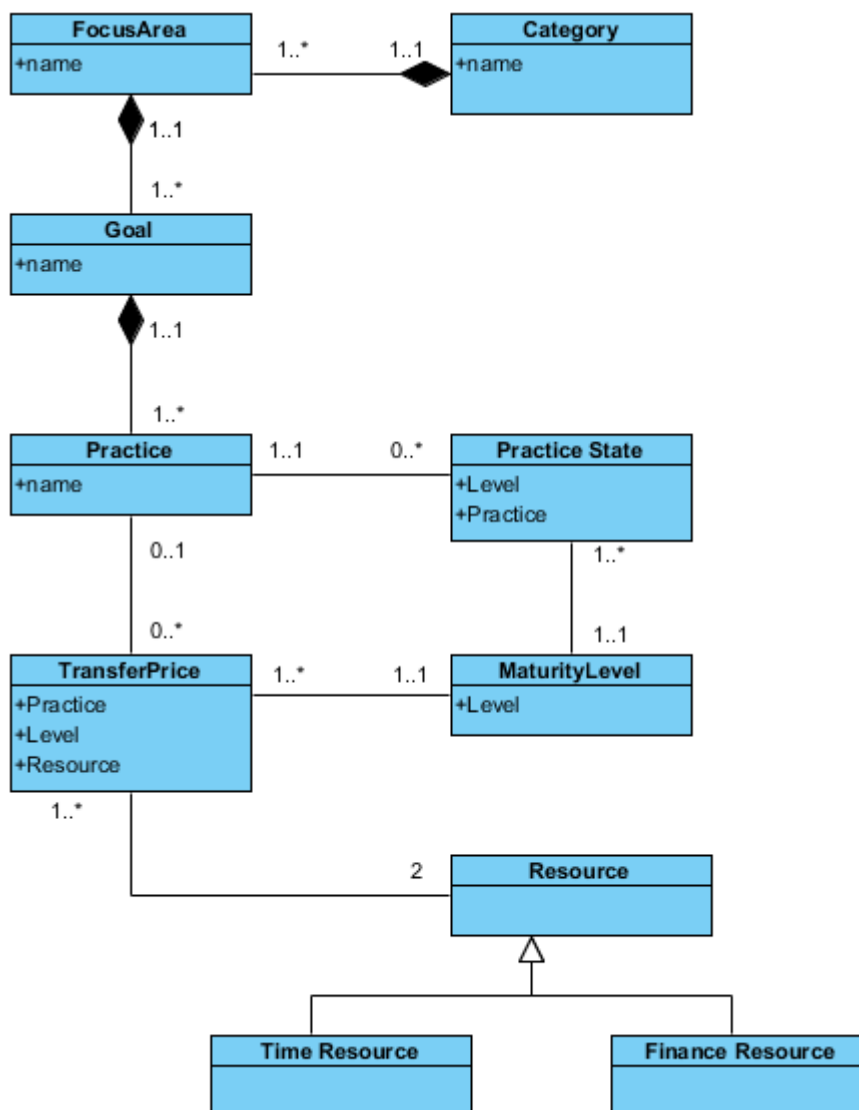 FocusArea
+name
1..*
1..1
Category
+name
1..1
1..*
Goal
+name
1..1
1..*
Practice
+name
1..1
0..*
Practice State
+Level
+Practice
0..1
1..*
0..*
1..1
TransferPrice
+Practice
+Level
+Resource
1..*
1..1
MaturityLevel
+Level
1..*
2
Resource
Time Resource
Finance Resource